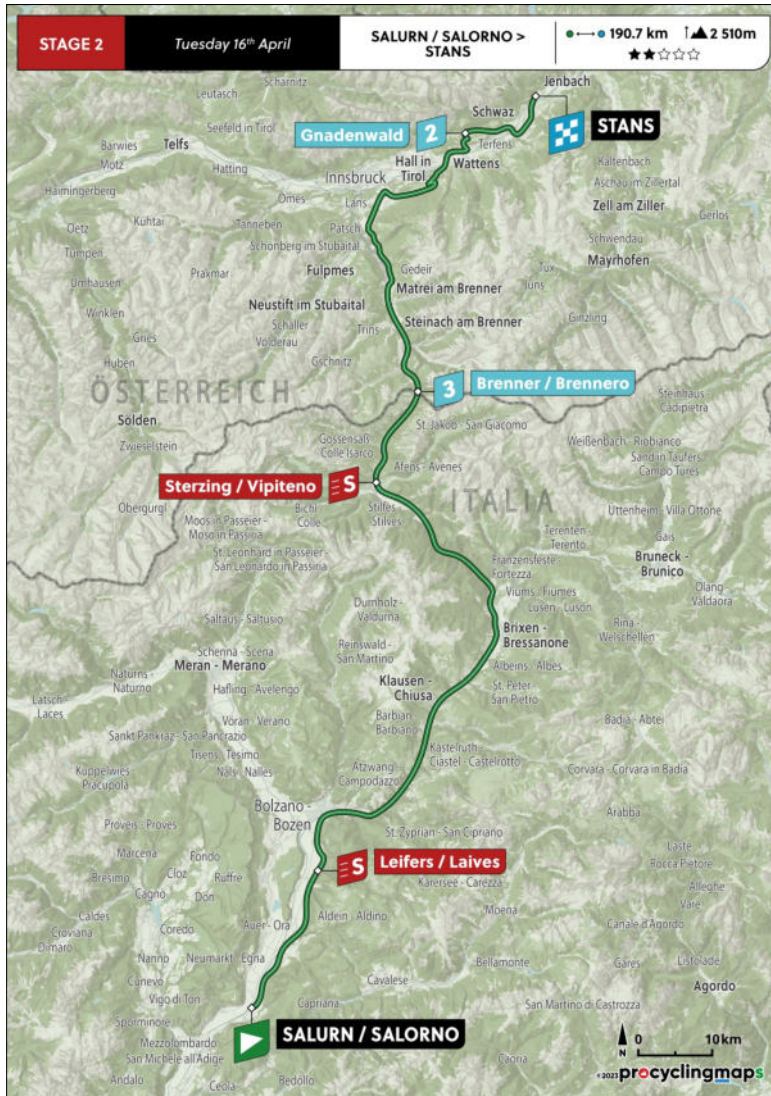 STAGE 2
Tuesday 16th April
SALURN / SALORNO >
STANS
190.7 km
2 510m
Scharnitz
Leutasch
Jenbach
Schwaz
STANS
Gnadenwald
2
Seefeld in Tirol
Barwies
Telfs
Motz
Hatting
Haimingerberg
Innsbruck
Hall in
Tirol
Terfens
Wattens
Kaltenbach
Aschau im Zillertal
Zell am Ziller
Gerlos
Omes
Lans
Oetz
Kühtai
Tanneben
Patsch
Schönberg im Stubaital
Tumpen
Umhausen
Praxmar
Fulpmes
Gedeir
Schwendau
Tux
Mayrhofen
Juns
Matrei am Brenner
Winklen
Neustift im Stubaital
Schaller
Volderau
Trins
Steinach am Brenner
Ginzling
Gries
Gschnitz
Huben
ÖSTERREICH
3
Brenner / Brennero
Steinhaus
Cadipietra
Sölden
Zwieselstein
St. Jakob - San Giacomo
Gossensaß
Colle Isarco
Weißenbach - Riobianco
Sand in Taufers
Campo Tures
Afens - Avenes
Sterzing / Vipiteno
S
ITALIA
Obergurgl
Bichl
Colle
Stilfes -
Stilves
Uttenheim - Villa Ottone
Moos in Passeier -
Moso in Passina
Terenten -
Terento
Gais
St. Leonhard in Passeier -
San Leonardo in Passina
Franzensfeste -
Fortezza
Bruneck -
Brunico
Olang -
Valdaora
Viums - Fiumes
Lüsen - Luson
Durnholz -
Valdurna
Saltaus - Saltusio
Rina -
Welschellen
Brixen -
Bressanone
Schenna - Scena
Reinswald -
San Martino
Meran - Merano
Albeins - Albes
Naturns -
Naturno
Klausen -
Chiusa
Hafling - Avelengo
St. Peter -
San Pietro
Latsch -
Laces
Barbian -
Barbiano
Vöran - Verano
Badia - Abtei
Sankt Pankraz - San Pancrazio
Tisens - Tesimo
Kastelruth -
Ciastel - Castelrotto
Nals - Nalles
Atzwang -
Campodazzo
Corvara - Corvara in Badia
Kuppelwies -
Pracupola
Bolzano -
Bozen
Arabba
Proveis - Proves
St. Zyprian - San Cipriano
Marcena
Fondo
Laste
S
Leifers / Laives
Rocca Pietore
Bresimo
Cloz
Ruffre
Karersee - Carezza
Alleghe
Cagno
Don
Vare
Aldein - Aldino
Moena
Caldes
Coredo
Auer - Ora
Canale d'Agordo
Croviana
Dimaro
Nanno
Neumarkt - Egna
Bellamonte
Gares
Listolade
Cunevo
Cavalese
Agordo
Vigo di Ton
Capriana
San Martino di Castrozza
Sporminore
SALURN / SALORNO
Mezzolombardo
San Michele all'Adige
N
0
10km
Caoria
Andalo
Ceola
Bedollo
©2023 procyclingmaps